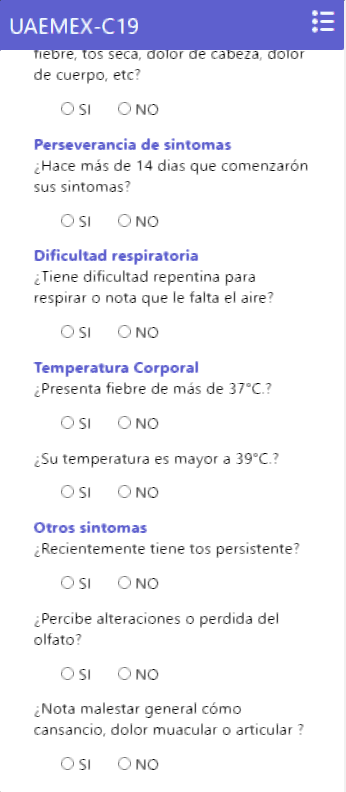 UAEMEX-C19
fiebre, tos seca, dolor de cabeza, dolor
de cuerpo, etc?
SI NO
Perseverancia de sintomas
¿Hace más de 14 dias que comenzarón
sus sintomas?
SI NO
Dificultad respiratoria
¿Tiene dificultad repentina para
respirar o nota que le falta el aire?
SI NO
Temperatura Corporal
¿Presenta fiebre de más de 37°C.?
SI NO
¿Su temperatura es mayor a 39°C.?
SI NO
Otros sintomas
¿Recientemente tiene tos persistente?
SI NO
¿Percibe alteraciones o perdida del
olfato?
SI NO
¿Nota malestar general cómo
cansancio, dolor muacular o articular ?
SI NO